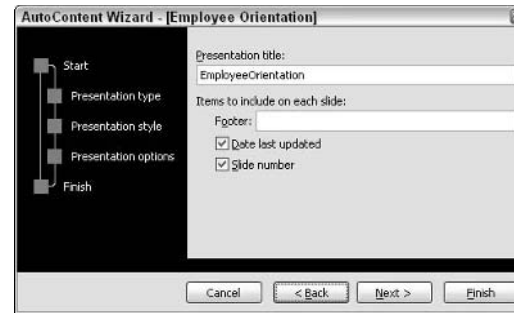 AutoContent Wizard - [Employee Orientation]
Start
Presentation type
Presentation style
Presentation options
Finish
Presentation title:
EmployeeOrientation
Items to include on each slide:
Footer:
Date last updated
Slide number
Cancel
< Back
Next >
Finish